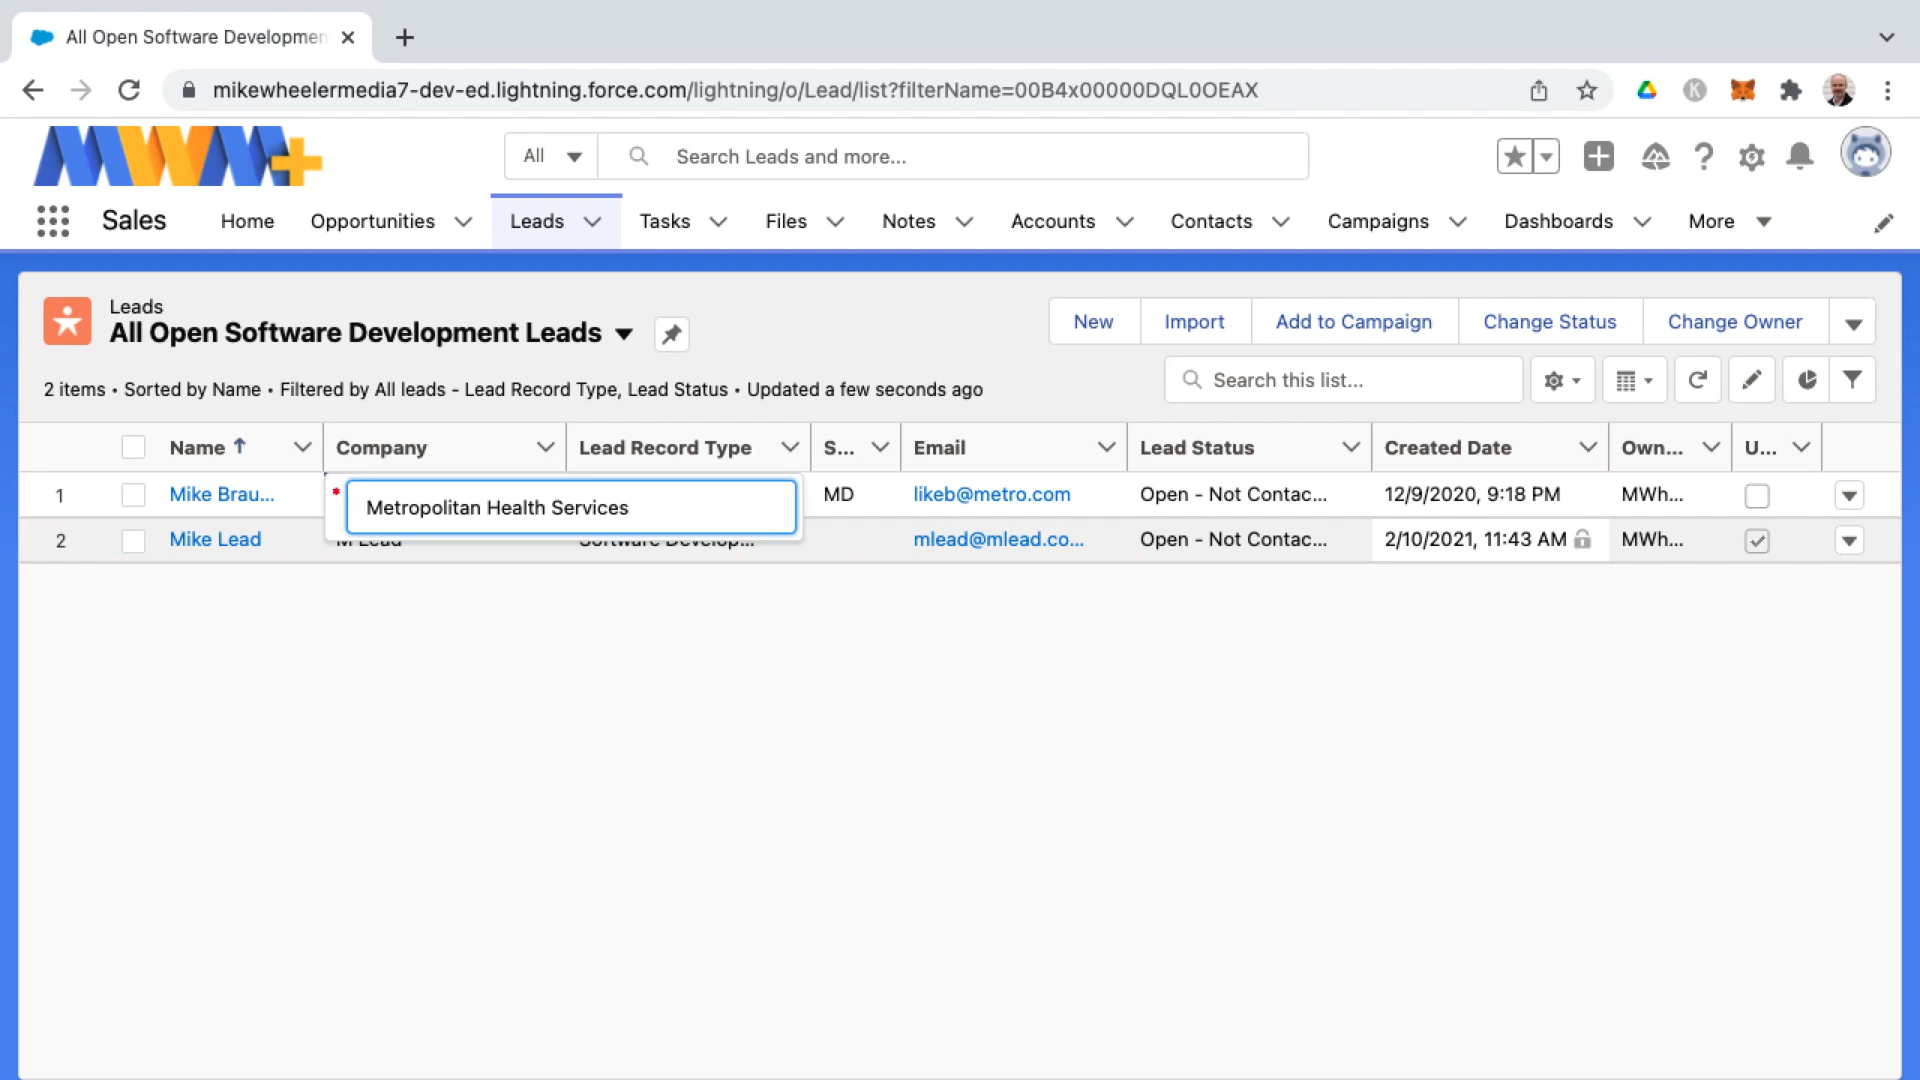 All Open Software Developmen
mikewheelermedia7-dev-ed.lightning.force.com/lightning/o/Lead/list?filterName=00B4x00000DQL0OEAX
K
MWM+
All
Search Leads and more...
Sales
Home
Opportunities
Leads
Tasks
Files
Notes
Accounts
Contacts
Campaigns
Dashboards
More
Leads
All Open Software Development Leads
New
Import
Add to Campaign
Change Status
Change Owner
2 items • Sorted by Name • Filtered by All leads - Lead Record Type, Lead Status • Updated a few seconds ago
Search this list...
Name Company Lead Record Type S... Email Lead Status Created Date Own... U...
1 Mike Brau... * Metropolitan Health Services MD likeb@metro.com Open - Not Contac... 12/9/2020, 9:18 PM MWh...
2 Mike Lead M Lead Software Develop... mlead@mlead.co... Open - Not Contac... 2/10/2021, 11:43 AM MWh...